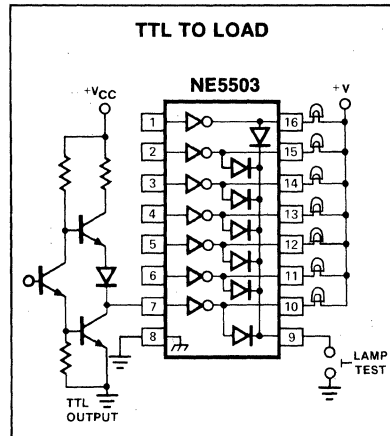 TTL TO LOAD
NE5503
+VCC
+V
1 16
2 15
3 14
4 13
5 12
6 11
7 10
8 9
LAMP
TEST
TTL
OUTPUT